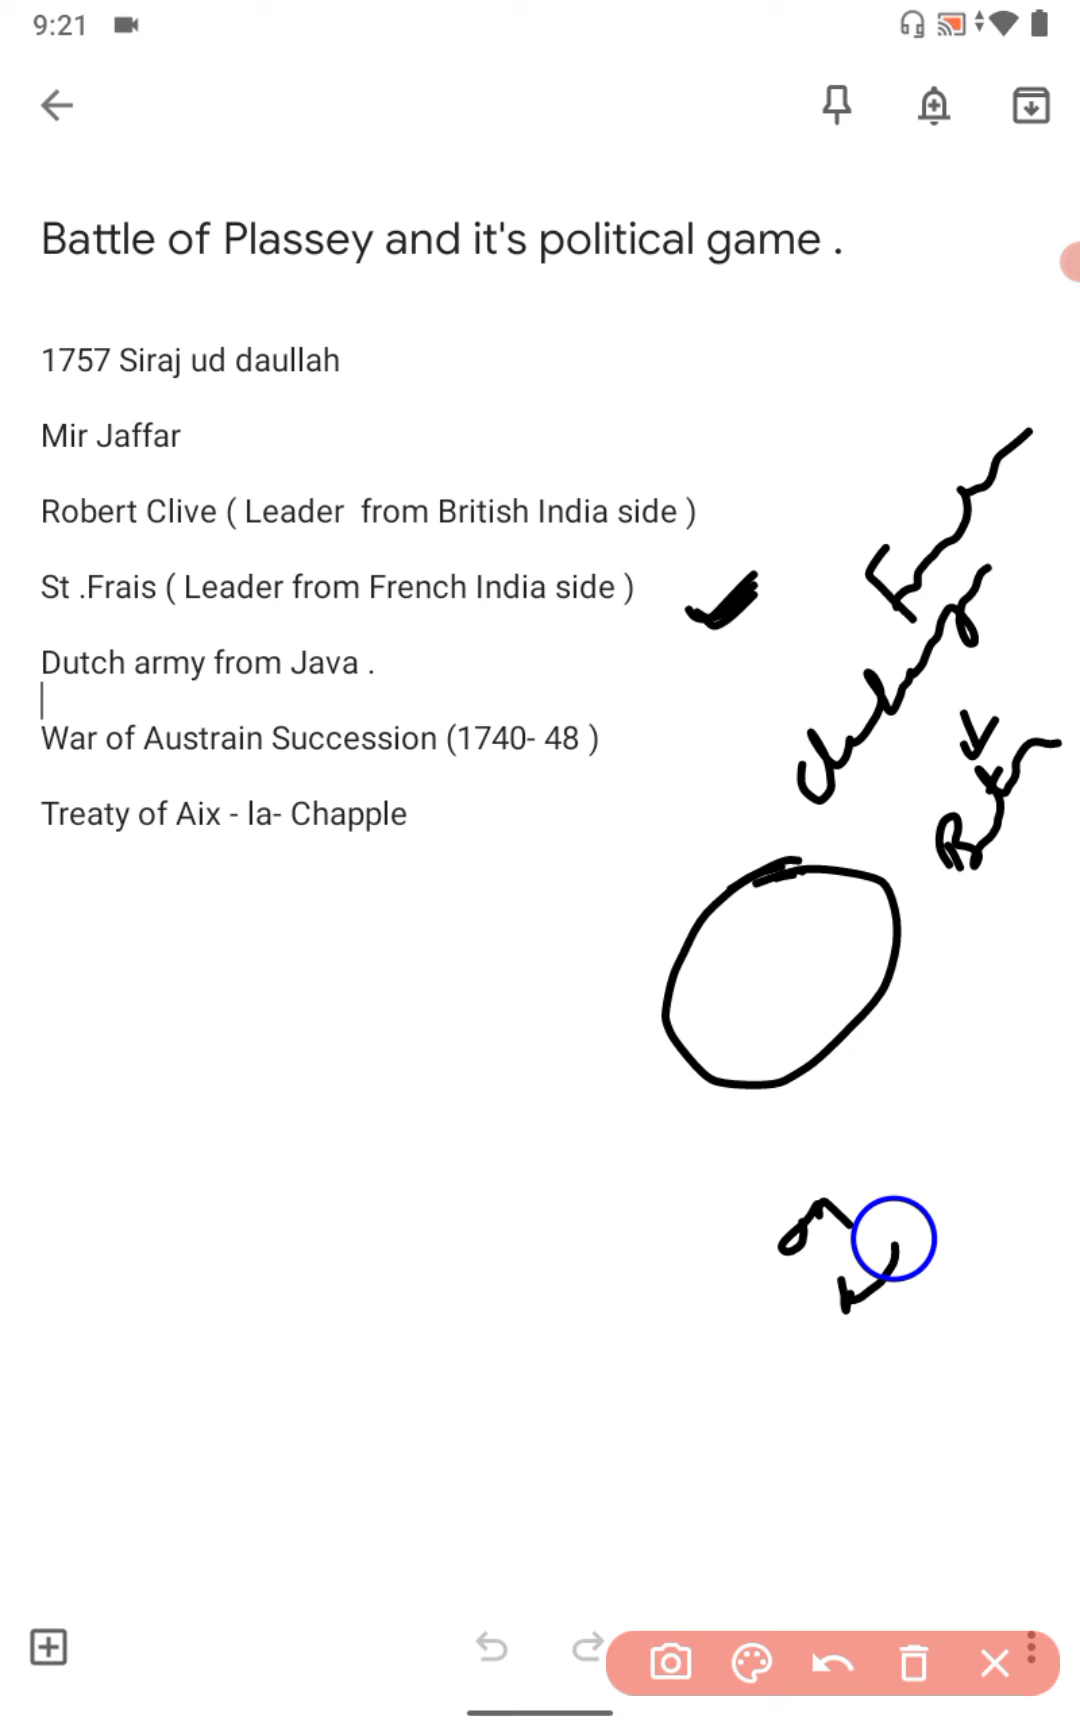 9:21
Battle of Plassey and it's political game .
1757 Siraj ud daullah
Mir Jaffar
Robert Clive ( Leader  from British India side )
St .Frais ( Leader from French India side )
Dutch army from Java .
War of Austrain Succession (1740- 48 )
Treaty of Aix - la- Chapple